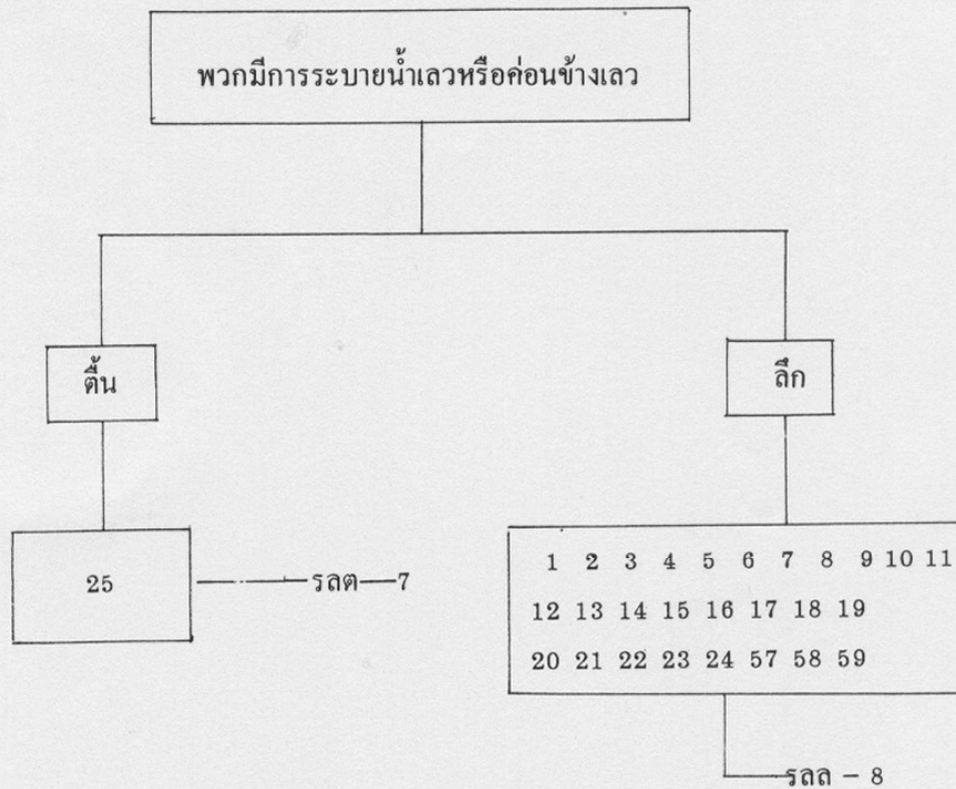 พวกมีการระบายน้ำเลวหรือค่อนข้างเลว
ตื้น
ลึก
25
รลต—7
1 2 3 4 5 6 7 8 9 10 11
12 13 14 15 16 17 18 19
20 21 22 23 24 57 58 59
รลล - 8